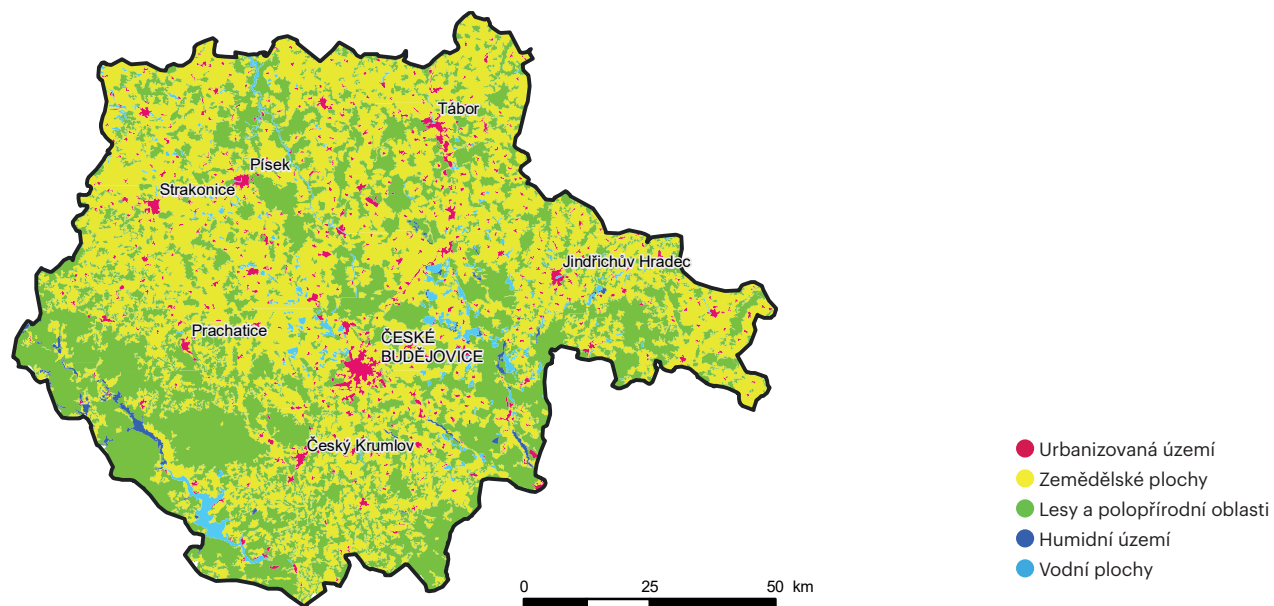 Tábor
Písek
Strakonice
Jindřichův Hradec
Prachatice
ČESKÉ
BUDĚJOVICE
Český Krumlov
Urbanizovaná území
Zemědělské plochy
Lesy a polopřírodní oblasti
Humidní území
Vodní plochy
0 25 50 km